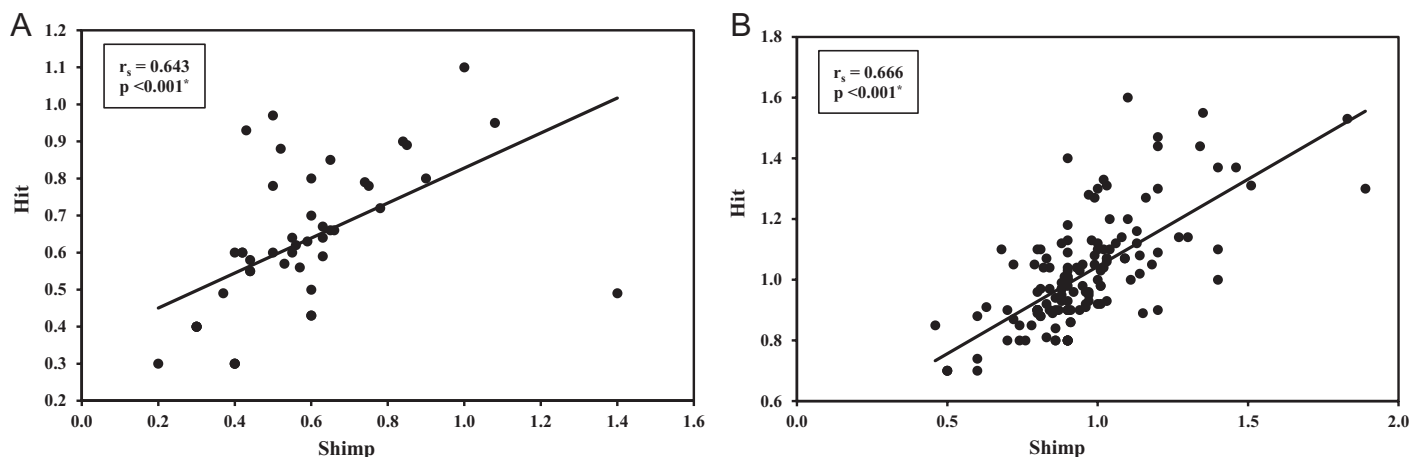 A
r_s = 0.643
p <0.001*
Hit
1.2
1.1
1.0
0.9
0.8
0.7
0.6
0.5
0.4
0.3
0.2
0.0 0.2 0.4 0.6 0.8 1.0 1.2 1.4 1.6
Shimp
B
r_s = 0.666
p <0.001*
Hit
1.8
1.6
1.4
1.2
1.0
0.8
0.6
0.0 0.5 1.0 1.5 2.0
Shimp